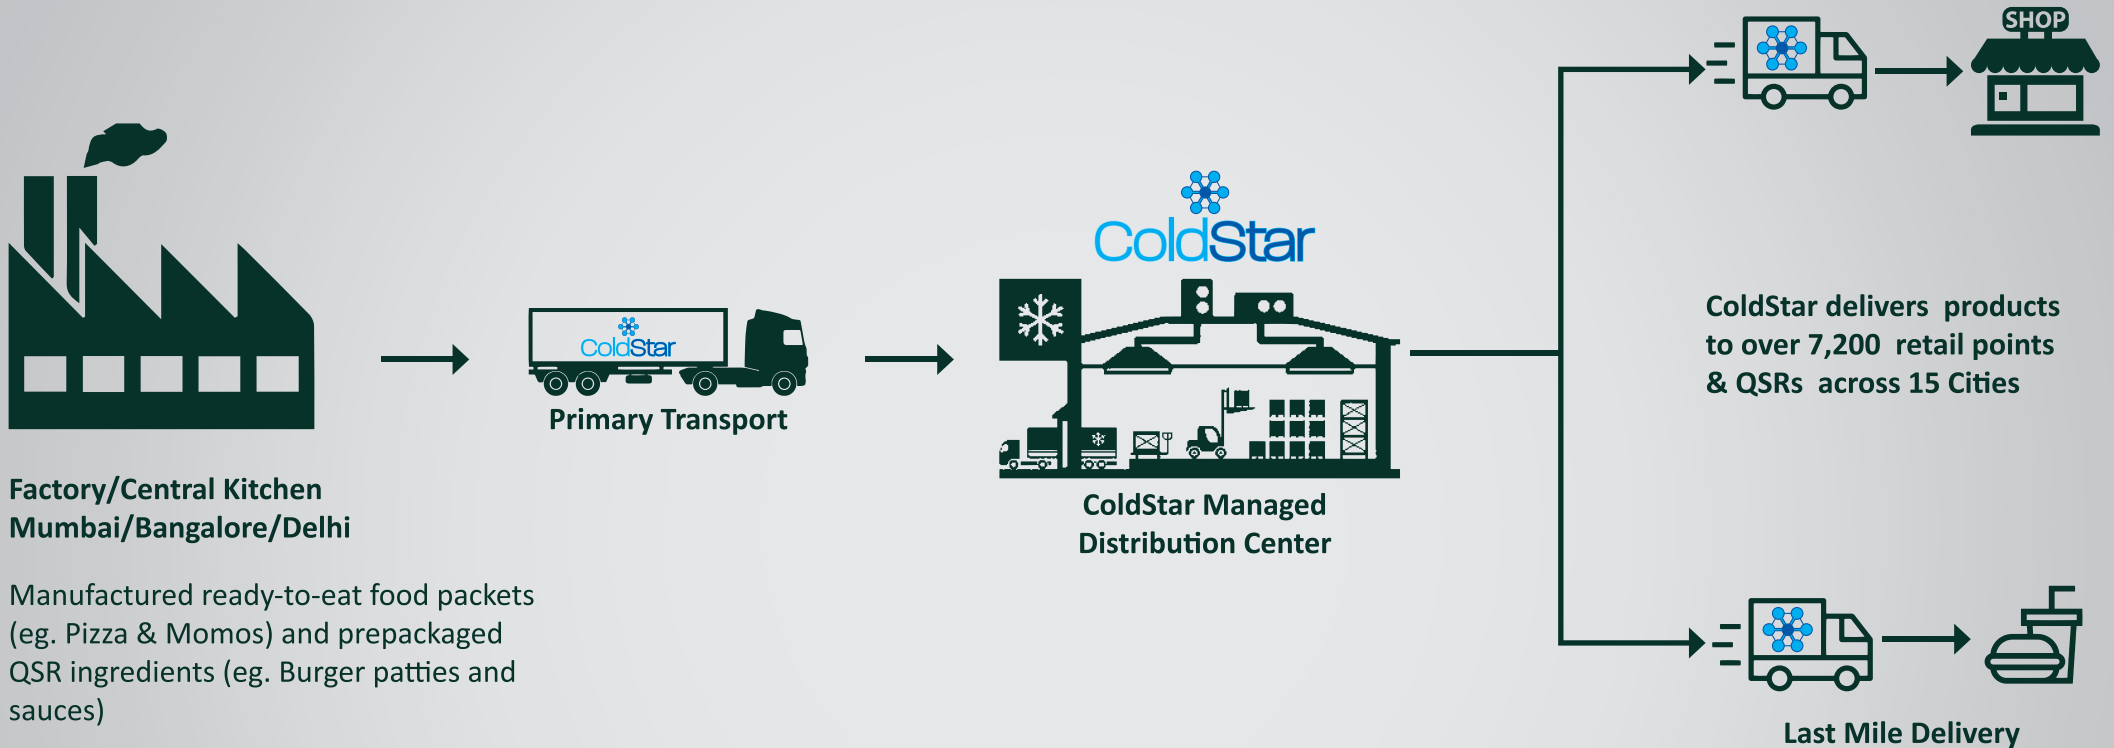 Factory/Central Kitchen
Mumbai/Bangalore/Delhi
Manufactured ready-to-eat food packets
(eg. Pizza & Momos) and prepackaged
QSR ingredients (eg. Burger patties and
sauces)
ColdStar
Primary Transport
ColdStar
ColdStar Managed
Distribution Center
SHOP
ColdStar delivers products
to over 7,200 retail points
& QSRs across 15 Cities
Last Mile Delivery